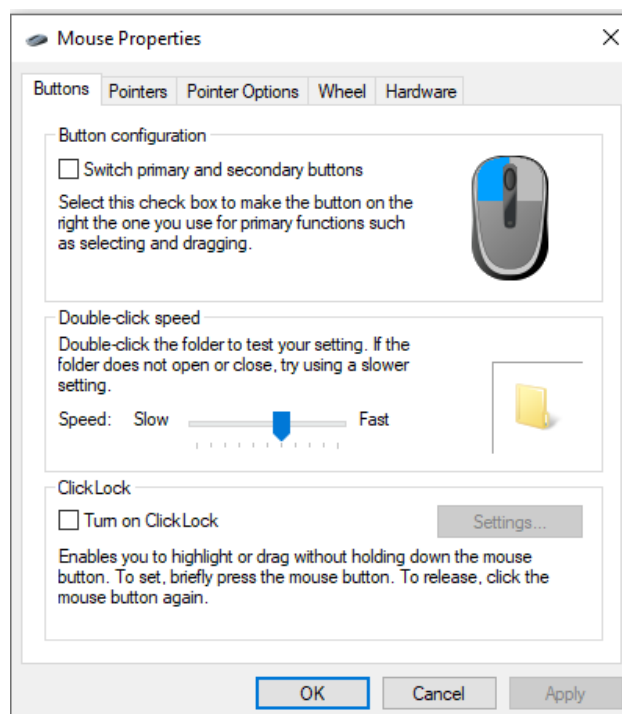 Mouse Properties
Buttons Pointers Pointer Options Wheel Hardware
Button configuration
Switch primary and secondary buttons
Select this check box to make the button on the
right the one you use for primary functions such
as selecting and dragging.
Double-click speed
Double-click the folder to test your setting. If the
folder does not open or close, try using a slower
setting.
Speed: Slow Fast
ClickLock
Turn on ClickLock Settings...
Enables you to highlight or drag without holding down the mouse
button. To set, briefly press the mouse button. To release, click the
mouse button again.
OK Cancel Apply